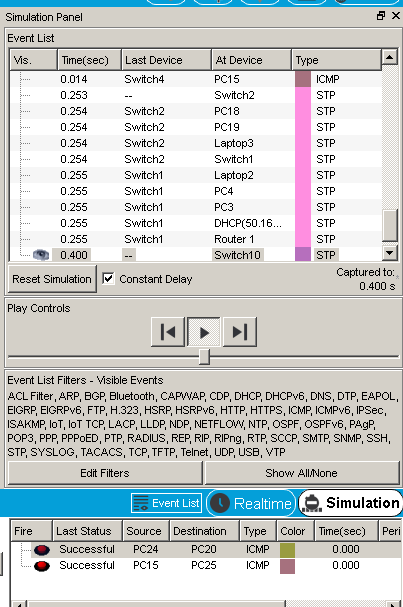 Simulation Panel
Event List
Vis. Time(sec) Last Device At Device Type
0.014 Switch4 PC15 ICMP
0.253 -- Switch2 STP
0.254 Switch2 PC18 STP
0.254 Switch2 PC19 STP
0.254 Switch2 Laptop3 STP
0.254 Switch2 Switch1 STP
0.255 Switch1 Laptop2 STP
0.255 Switch1 PC4 STP
0.255 Switch1 PC3 STP
0.255 Switch1 DHCP(50.16... STP
0.255 Switch1 Router 1 STP
0.400 -- Switch10 STP
Reset Simulation Constant Delay Captured to:
0.400 s
Play Controls
Event List Filters - Visible Events
ACL Filter, ARP, BGP, Bluetooth, CAPWAP, CDP, DHCP, DHCPv6, DNS, DTP, EAPOL,
EIGRP, EIGRPv6, FTP, H.323, HSRP, HSRPv6, HTTP, HTTPS, ICMP, ICMPv6, IPSec,
ISAKMP, IoT, IoT TCP, LACP, LLDP, NDP, NETFLOW, NTP, OSPF, OSPFv6, PAgP,
POP3, PPP, PPPoED, PTP, RADIUS, REP, RIP, RIPng, RTP, SCCP, SMTP, SNMP, SSH,
STP, SYSLOG, TACACS, TCP, TFTP, Telnet, UDP, USB, VTP
Edit Filters Show All/None
Event List Realtime Simulation
Fire Last Status Source Destination Type Color Time(sec) Peri
Successful PC24 PC20 ICMP 0.000
Successful PC15 PC25 ICMP 0.000